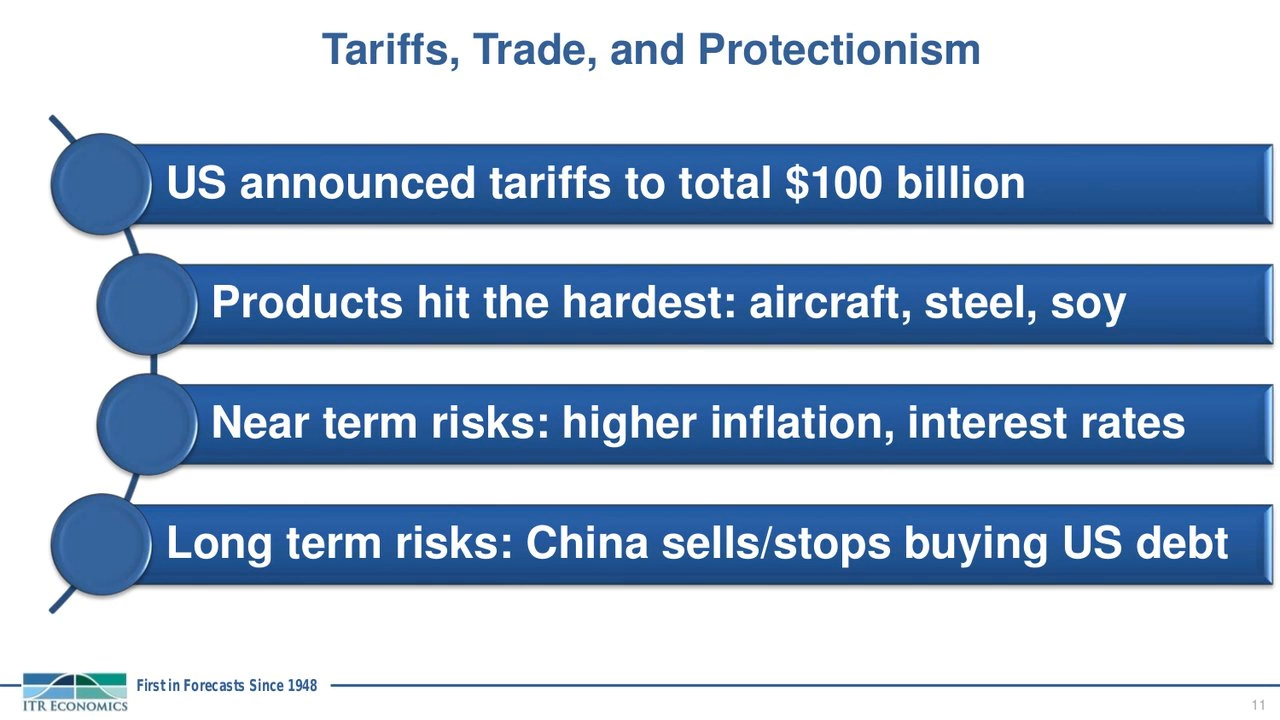 Tariffs, Trade, and Protectionism
US announced tariffs to total $100 billion
Products hit the hardest: aircraft, steel, soy
Near term risks: higher inflation, interest rates
Long term risks: China sells/stops buying US debt
First in Forecasts Since 1948
ITR ECONOMICS
11